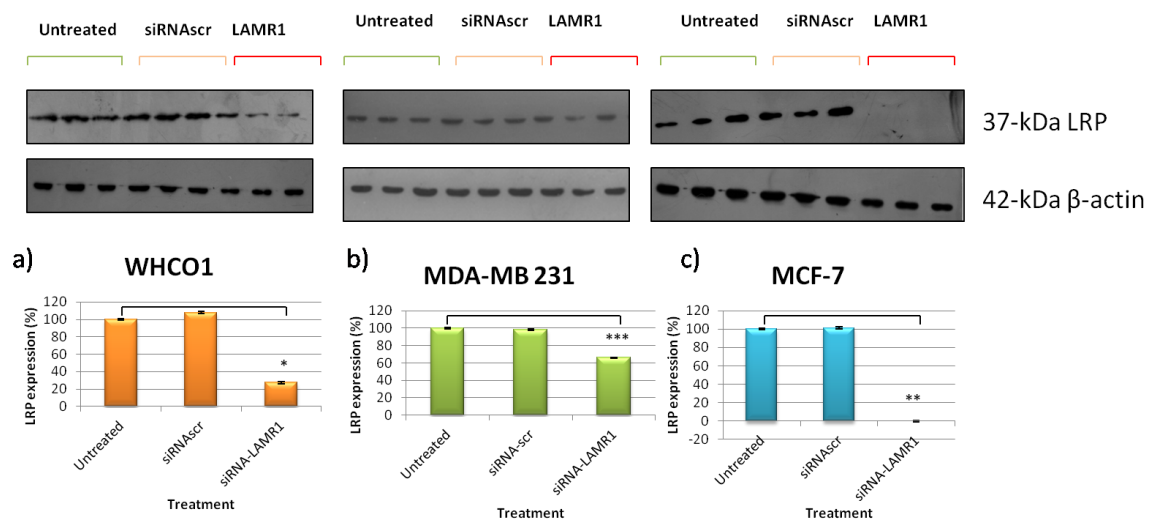 Untreated siRNAscr LAMR1
Untreated siRNAscr LAMR1
Untreated siRNAscr LAMR1
37-kDa LRP
42-kDa β-actin
a)
WHCO1
LRP expression (%)
120
100
80
60
40
20
0
*
Untreated
siRNAscr
siRNA-LAMR1
Treatment
b)
MDA-MB 231
LRP expression (%)
120
100
80
60
40
20
0
***
Untreated
siRNA-scr
siRNA-LAMR1
Treatment
c)
MCF-7
LRP expression (%)
120
100
80
60
40
20
0
-20
**
Untreated
siRNAscr
siRNA-LAMR1
Treatment